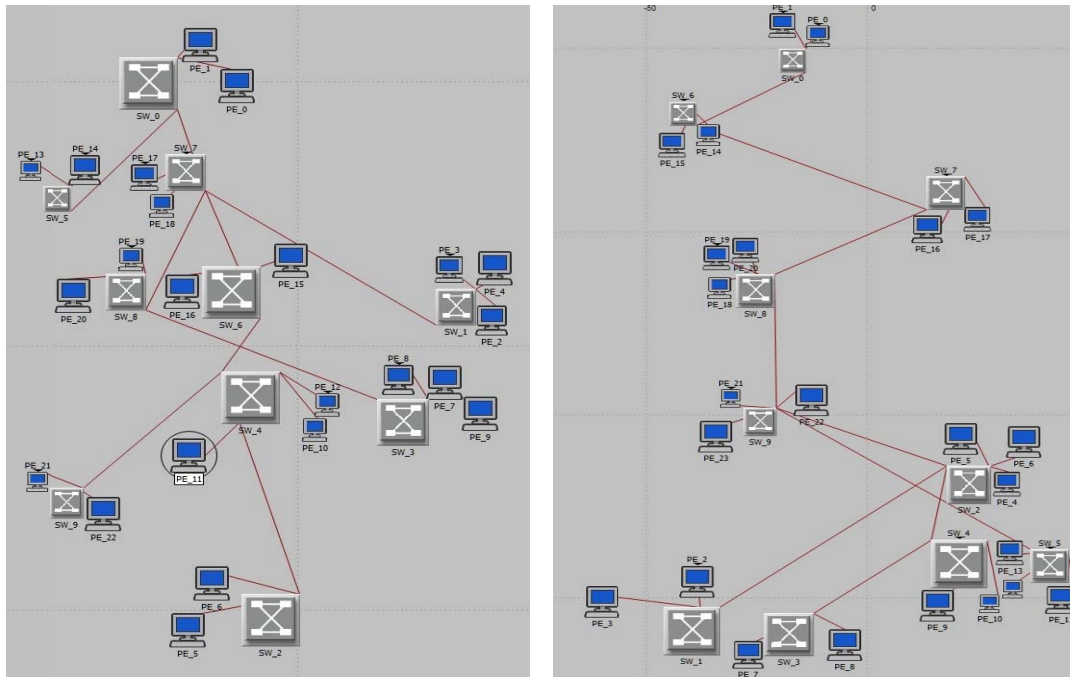 PE_1
PE_0
SW_0
PE_13
PE_14
SW_5
PE_17
SW_7
PE_18
PE_19
PE_20
SW_8
PE_16
SW_6
PE_15
PE_3
PE_4
SW_1
PE_2
PE_8
PE_7
PE_9
SW_3
PE_12
PE_10
SW_4
PE_11
PE_21
SW_9
PE_22
PE_6
PE_5
SW_2
-50
0
PE_1
PE_0
SW_0
SW_6
PE_15
PE_14
SW_7
PE_16
PE_17
PE_19
PE_20
PE_18
SW_8
PE_21
PE_22
PE_23
SW_9
PE_5
PE_6
PE_4
SW_2
SW_4
SW_5
PE_13
PE_9
PE_10
PE_2
PE_3
SW_1
PE_7
SW_3
PE_8